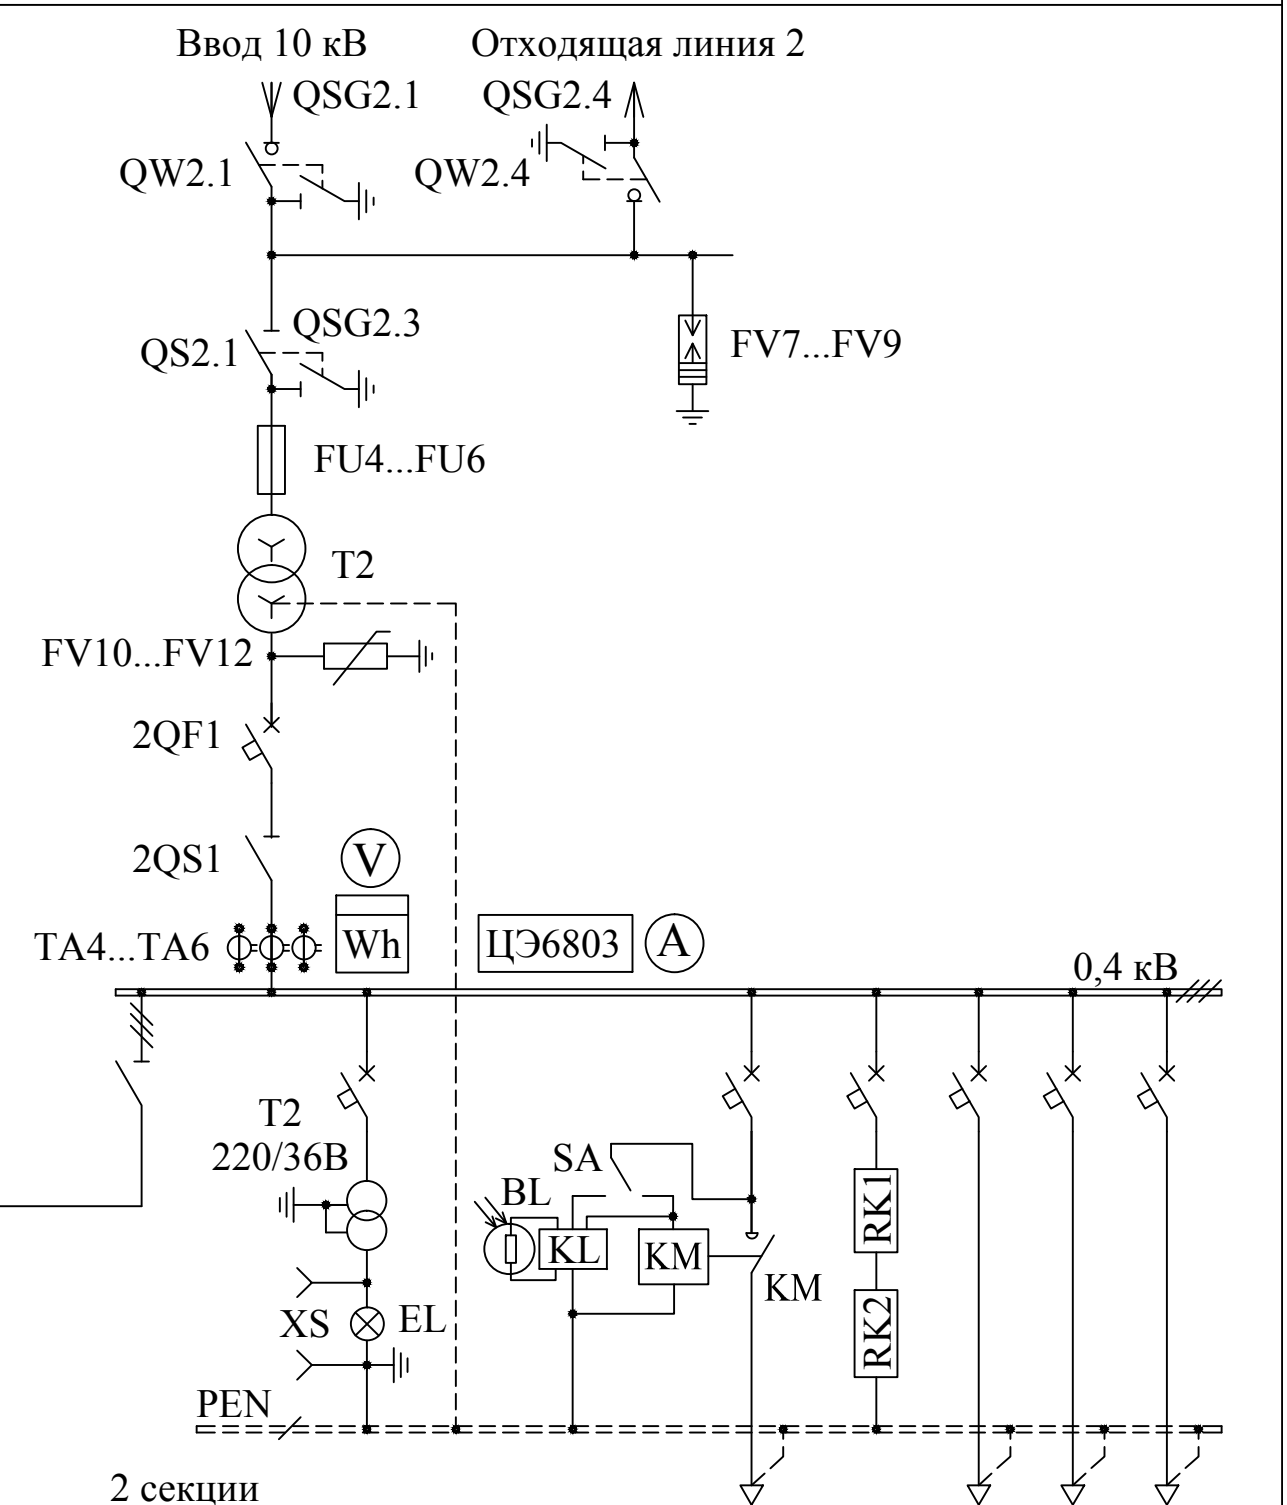 Ввод 10 кВ
Отходящая линия 2
QSG2.1
QSG2.4
QW2.1
QW2.4
QSG2.3
QS2.1
FV7...FV9
FU4...FU6
T2
FV10...FV12
2QF1
2QS1
V
TA4...TA6
Wh
ЦЭ6803
A
0,4 кВ
T2
220/36В
SA
BL
KL
KM
KM
RK1
RK2
XS
EL
PEN
2 секции